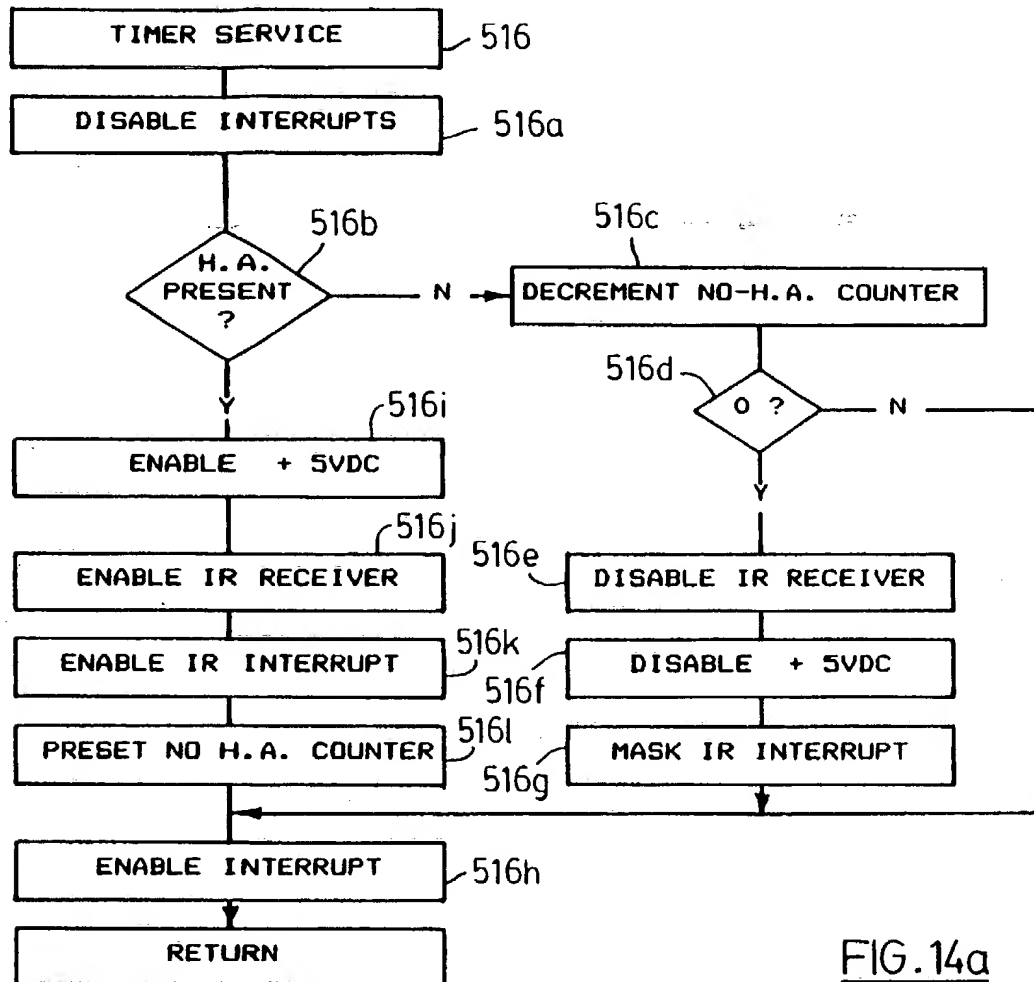 TIMER SERVICE
516
DISABLE INTERRUPTS
516a
516b
H.A.
PRESENT
?
N
516c
DECREMENT NO-H.A. COUNTER
516d
0 ?
N
Y
516i
ENABLE + 5VDC
Y
516j
ENABLE IR RECEIVER
516e
DISABLE IR RECEIVER
ENABLE IR INTERRUPT
516k
516f
DISABLE + 5VDC
PRESET NO H.A. COUNTER
516l
516g
MASK IR INTERRUPT
ENABLE INTERRUPT
516h
RETURN
FIG.14a